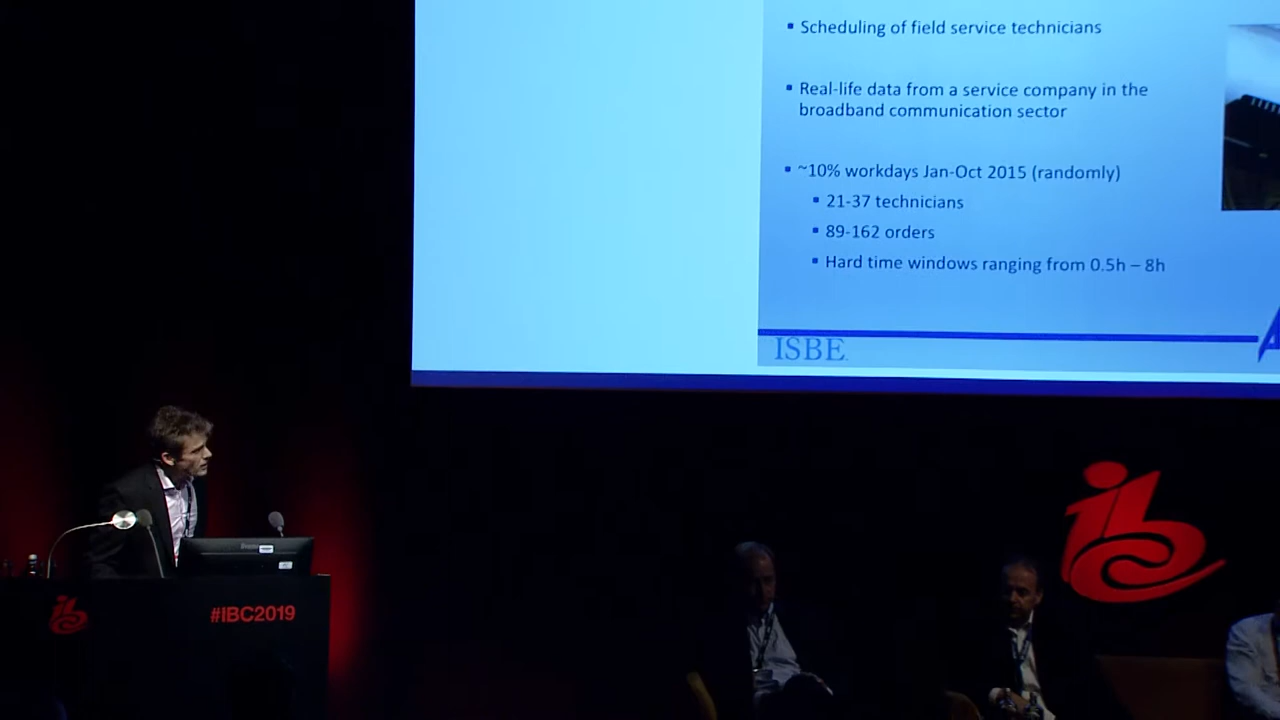 ▪ Scheduling of field service technicians
▪ Real-life data from a service company in the
broadband communication sector
▪ ~10% workdays Jan-Oct 2015 (randomly)
▪ 21-37 technicians
▪ 89-162 orders
▪ Hard time windows ranging from 0.5h – 8h
ISBE
ibc
#IBC2019
ibc